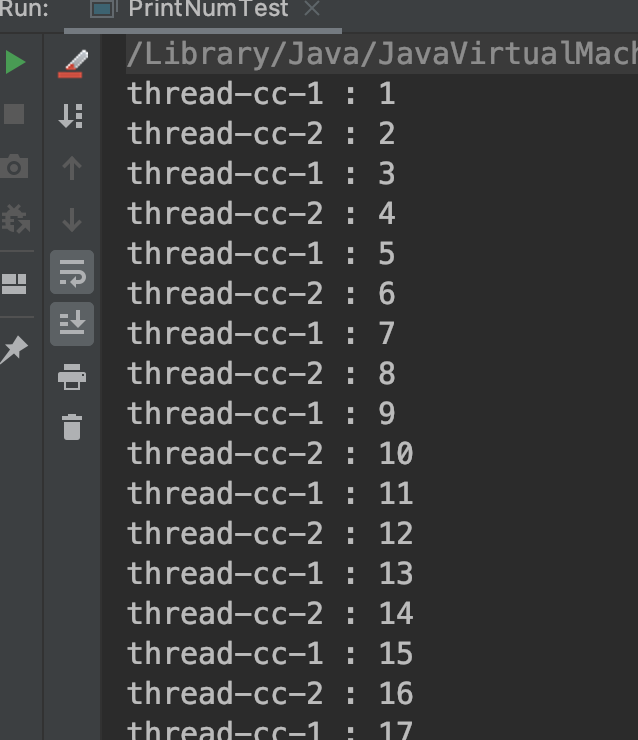 Run:
PrintNumTest
/Library/Java/JavaVirtualMach
thread-cc-1 : 1
thread-cc-2 : 2
thread-cc-1 : 3
thread-cc-2 : 4
thread-cc-1 : 5
thread-cc-2 : 6
thread-cc-1 : 7
thread-cc-2 : 8
thread-cc-1 : 9
thread-cc-2 : 10
thread-cc-1 : 11
thread-cc-2 : 12
thread-cc-1 : 13
thread-cc-2 : 14
thread-cc-1 : 15
thread-cc-2 : 16
thread-cc-1 : 17